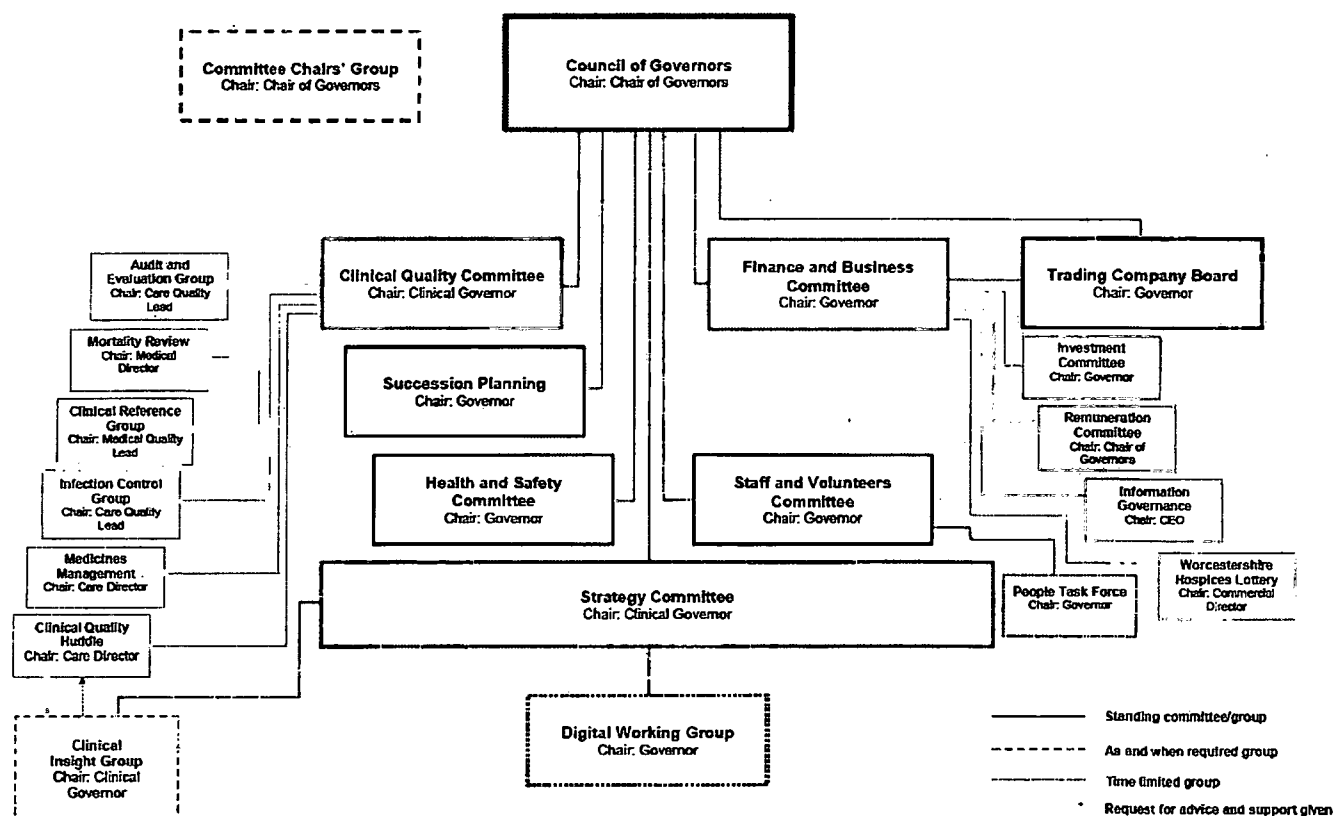 Committee Chairs' Group
Chair: Chair of Governors
Council of Governors
Chair: Chair of Governors
Audit and
Evaluation Group
Chair: Care Quality
Lead
Clinical Quality Committee
Chair: Clinical Governor
Finance and Business
Committee
Chair: Governor
Trading Company Board
Chair: Governor
Mortality Review
Chair: Medical
Director
Investment
Committee
Chair: Governor
Succession Planning
Chair: Governor
Clinical Reference
Group
Chair: Medical Quality
Lead
Remuneration
Committee
Chair: Chair of
Governors
Infection Control
Group
Chair: Care Quality
Lead
Health and Safety
Committee
Chair: Governor
Staff and Volunteers
Committee
Chair: Governor
Information
Governance
Chair: CEO
Medicines
Management
Chair: Care Director
Worcestershire
Hospices Lottery
Chair: Commercial
Director
Strategy Committee
Chair: Clinical Governor
People Task Force
Chair: Governor
Clinical Quality
Huddle
Chair: Care Director
Clinical
Insight Group
Chair: Clinical
Governor
Digital Working Group
Chair: Governor
Standing committee/group
As and when required group
Time limited group
Request for advice and support given